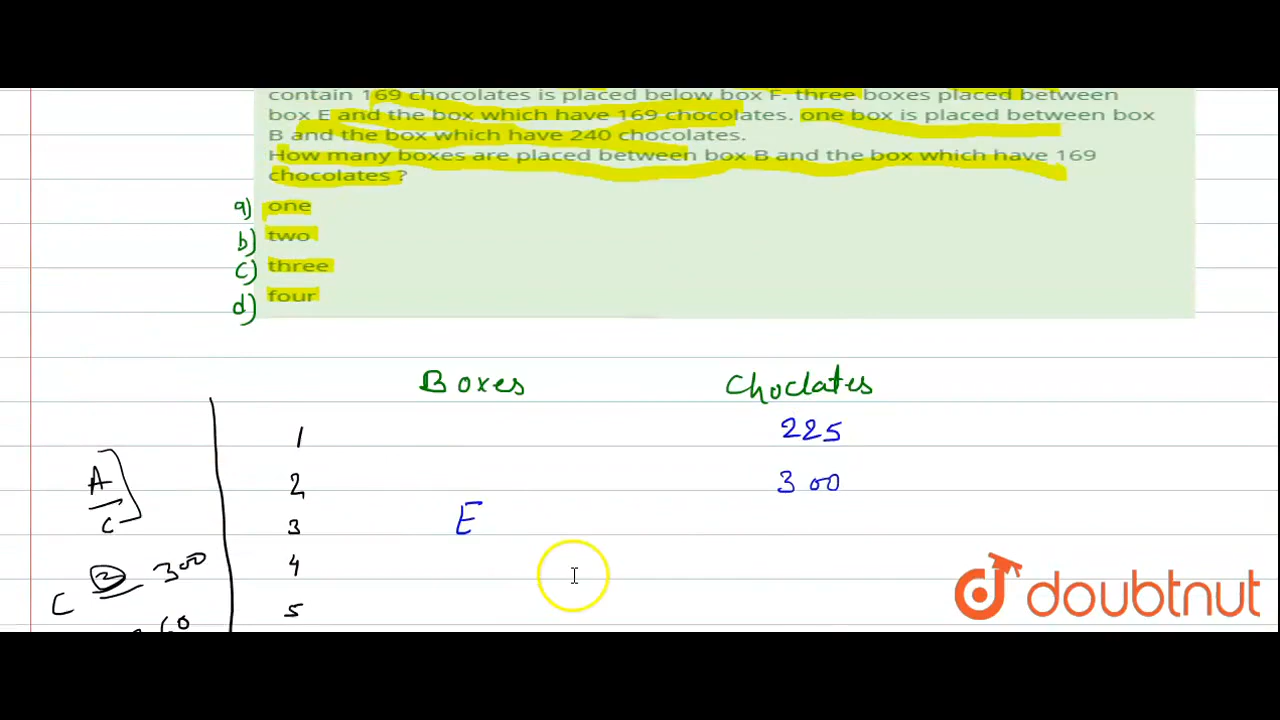 contain 169 chocolates is placed below box F. three boxes placed between
box E and the box which have 169 chocolates. one box is placed between box
B and the box which have 240 chocolates.
How many boxes are placed between box B and the box which have 169
chocolates ?
a) one
b) two
c) three
d) four
Boxes Choclates
1 225
2 300
3 E
4
5
A
C
C 2 300
60
doubtnut